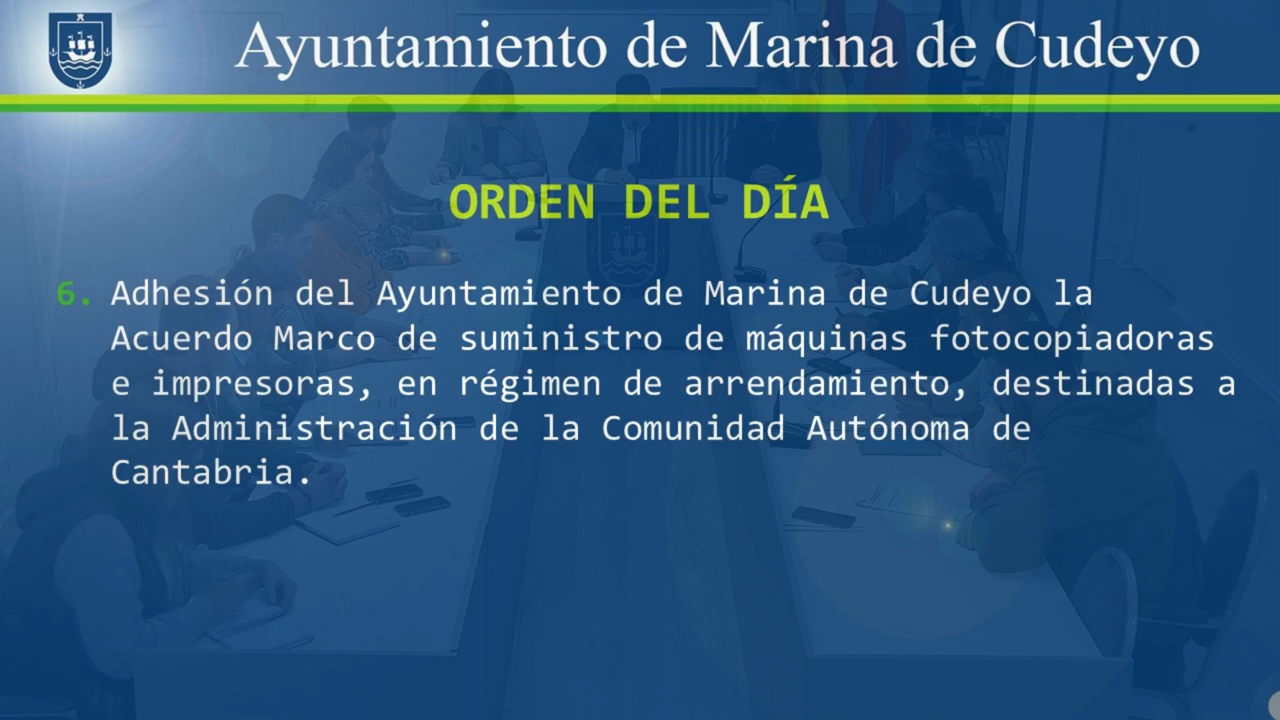 Ayuntamiento de Marina de Cudeyo
ORDEN DEL DÍA
6. Adhesión del Ayuntamiento de Marina de Cudeyo la
Acuerdo Marco de suministro de máquinas fotocopiadoras
e impresoras, en régimen de arrendamiento, destinadas a
la Administración de la Comunidad Autónoma de
Cantabria.